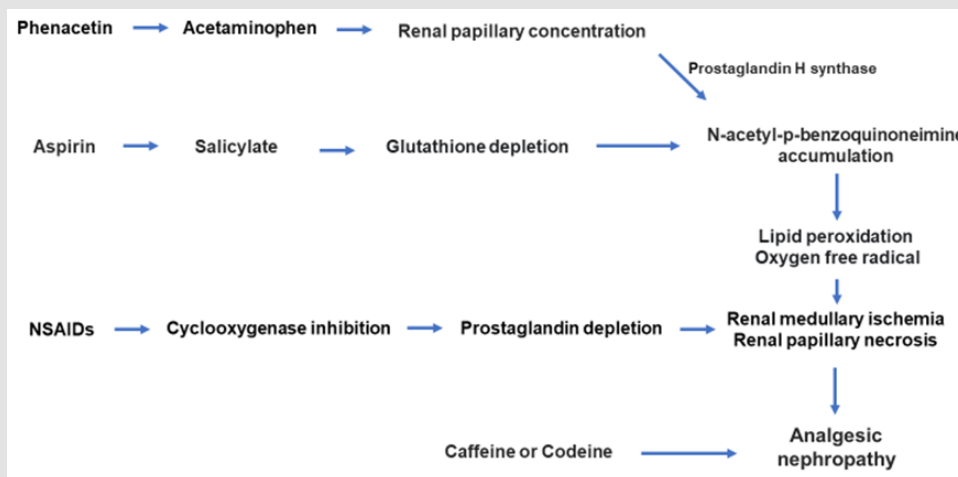 Phenacetin
Acetaminophen
Renal papillary concentration
Prostaglandin H synthase
Aspirin
Salicylate
Glutathione depletion
N-acetyl-p-benzoquinoneimine
accumulation
Lipid peroxidation
Oxygen free radical
NSAIDs
Cyclooxygenase inhibition
Prostaglandin depletion
Renal medullary ischemia
Renal papillary necrosis
Caffeine or Codeine
Analgesic
nephropathy